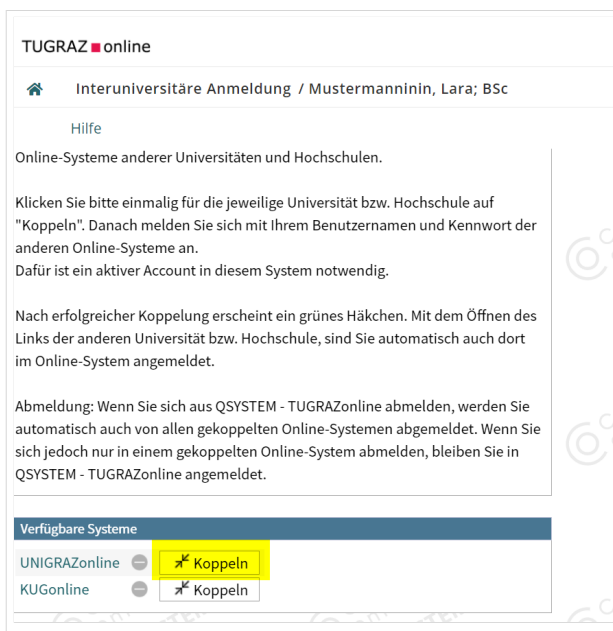 TUGRAZ online
Interuniversitäre Anmeldung / Mustermanninin, Lara; BSc
Hilfe
Online-Systeme anderer Universitäten und Hochschulen.
Klicken Sie bitte einmalig für die jeweilige Universität bzw. Hochschule auf
"Koppeln". Danach melden Sie sich mit Ihrem Benutzernamen und Kennwort der
anderen Online-Systeme an.
Dafür ist ein aktiver Account in diesem System notwendig.
Nach erfolgreicher Koppelung erscheint ein grünes Häkchen. Mit dem Öffnen des
Links der anderen Universität bzw. Hochschule, sind Sie automatisch auch dort
im Online-System angemeldet.
Abmeldung: Wenn Sie sich aus QSYSTEM - TUGRAZonline abmelden, werden Sie
automatisch auch von allen gekoppelten Online-Systemen abgemeldet. Wenn Sie
sich jedoch nur in einem gekoppelten Online-System abmelden, bleiben Sie in
QSYSTEM - TUGRAZonline angemeldet.
Verfügbare Systeme
UNIGRAZonline Koppeln
KUGonline Koppeln